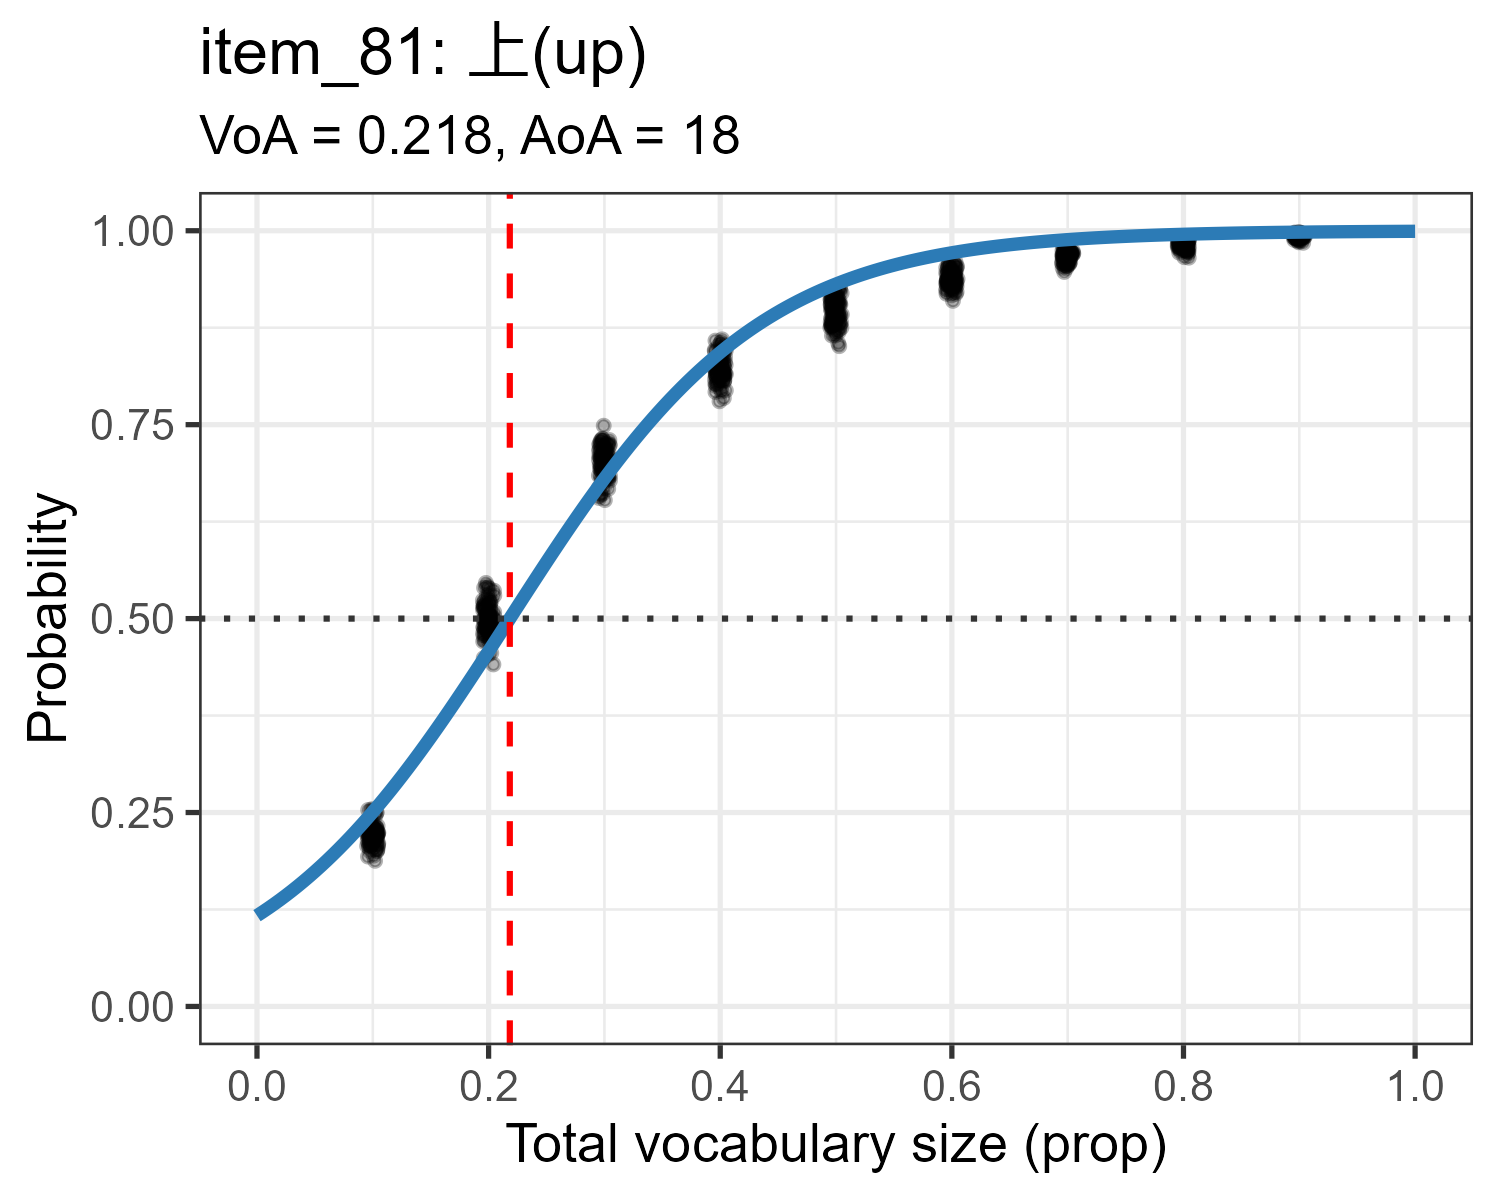 item_81: 上(up)
VoA = 0.218, AoA = 18
1.00
0.75
0.50
0.25
0.00
Probability
0.0 0.2 0.4 0.6 0.8 1.0
Total vocabulary size (prop)